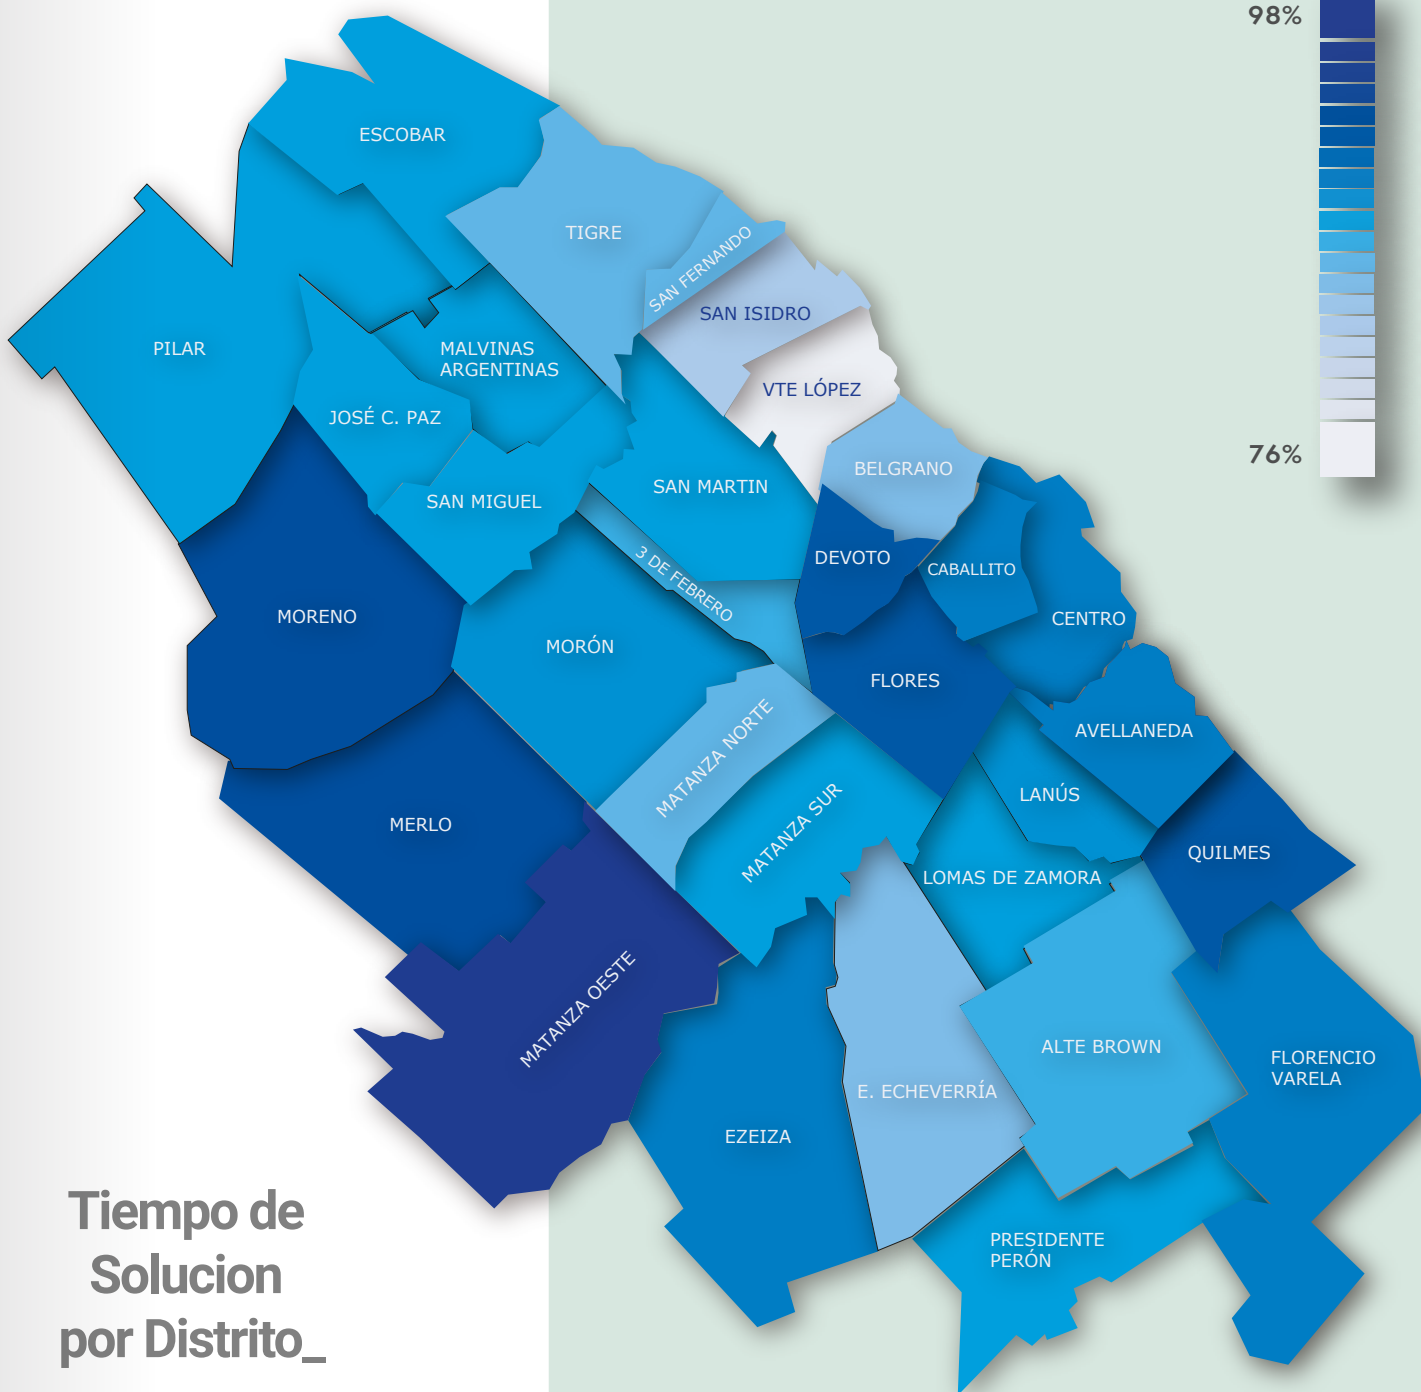 98%
ESCOBAR
TIGRE
SAN FERNANDO
SAN ISIDRO
PILAR
MALVINAS
ARGENTINAS
VTE LÓPEZ
JOSÉ C. PAZ
76%
BELGRANO
SAN MARTIN
SAN MIGUEL
DEVOTO
CABALLITO
3 DE FEBRERO
MORENO
CENTRO
MORÓN
FLORES
AVELLANEDA
MATANZA NORTE
LANÚS
MERLO
MATANZA SUR
QUILMES
LOMAS DE ZAMORA
MATANZA OESTE
ALTE BROWN
FLORENCIO
VARELA
E. ECHEVERRÍA
EZEIZA
PRESIDENTE
PERÓN
Tiempo de
Solucion
por Distrito_